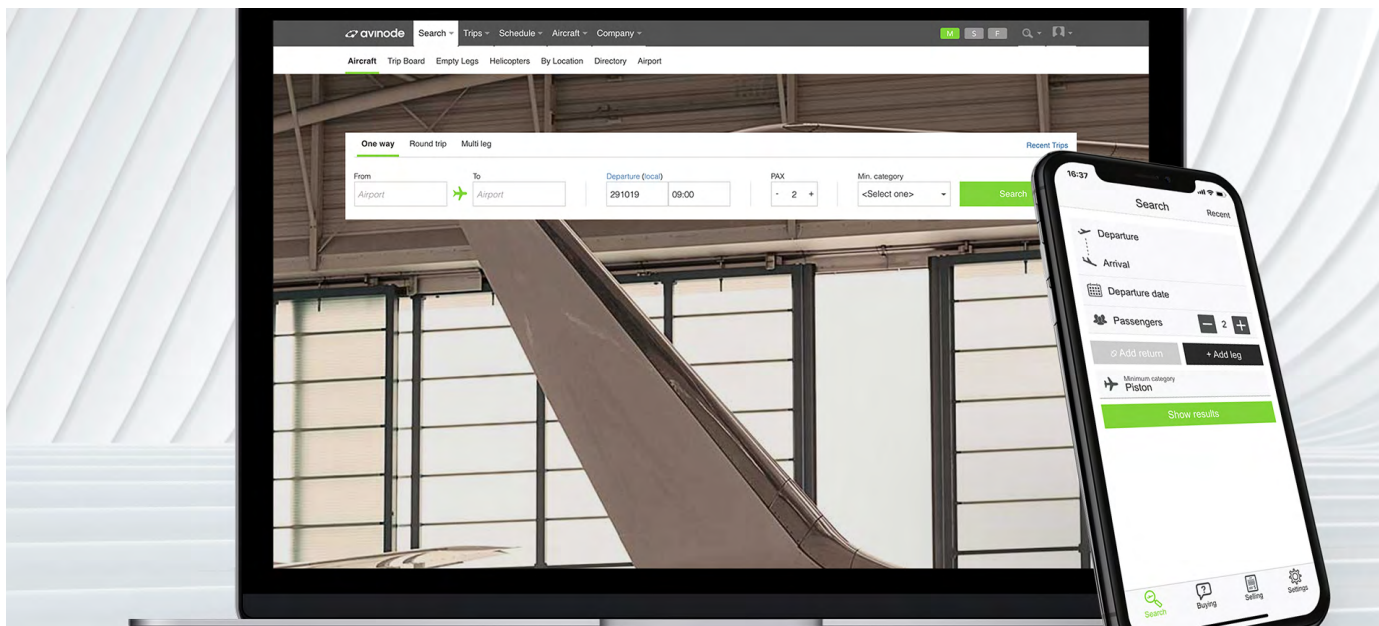 avinode Search Trips Schedule Aircraft Company M S F
Aircraft Trip Board Empty Legs Helicopters By Location Directory Airport
One way Round trip Multi leg Recent Trips
From To Departure (local) PAX Min. category
Airport Airport 291019 09:00 - 2 + <Select one> Search
16:37
Search Recent
Departure
Arrival
Departure date
Passengers − 2 +
Add return + Add leg
Minimum category
Piston
Show results
Search Buying Selling Settings